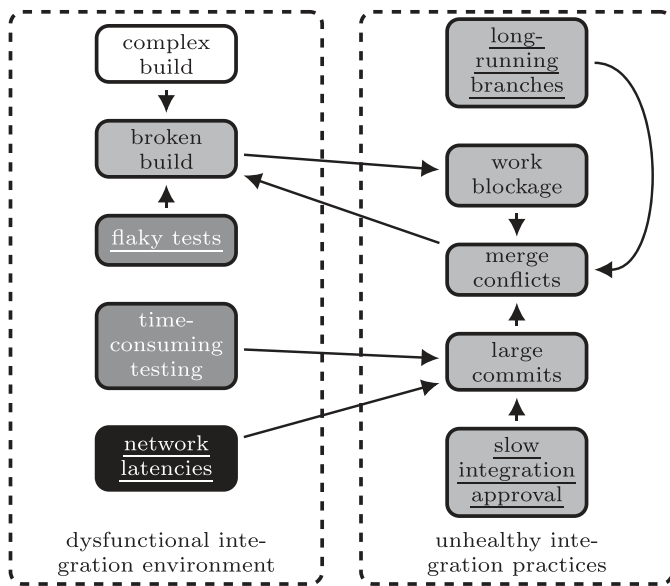 complex
build
broken
build
flaky tests
time-
consuming
testing
network
latencies
dysfunctional inte-
gration environment
long-
running
branches
work
blockage
merge
conflicts
large
commits
slow
integration
approval
unhealthy inte-
gration practices